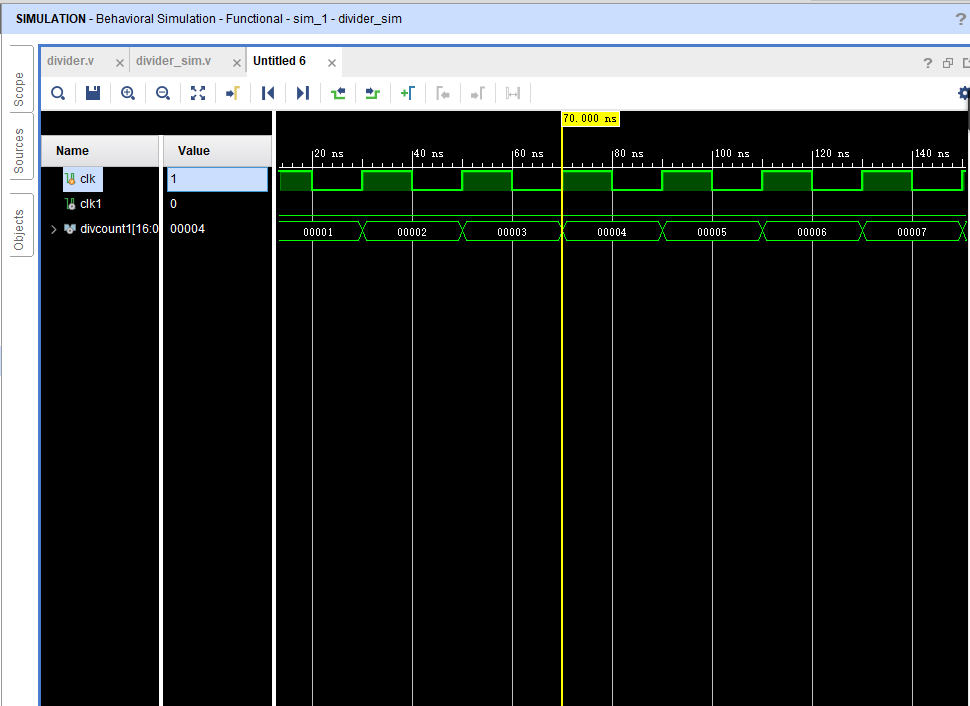 SIMULATION - Behavioral Simulation - Functional - sim_1 - divider_sim ?
Scope
Sources
Objects
divider.v × divider_sim.v × Untitled 6 × ?
70.000 ns
Name Value
20 ns 40 ns 60 ns 80 ns 100 ns 120 ns 140 ns
clk 1
clk1 0
divcount1[16:0 00004 00001 00002 00003 00004 00005 00006 00007